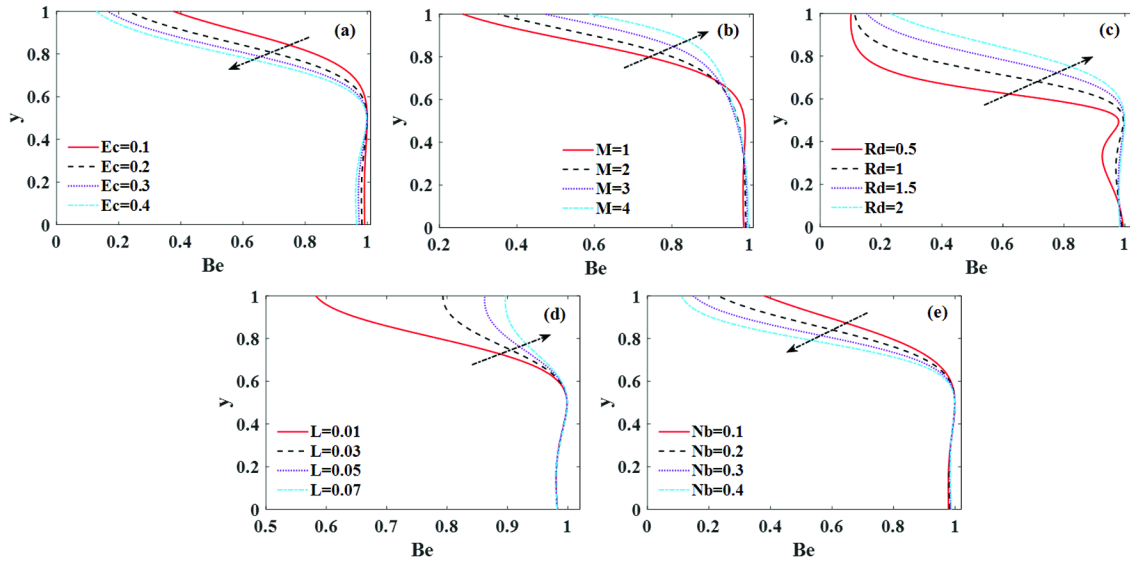 (a)
y
1
0.8
0.6
0.4
0.2
0
Ec=0.1
Ec=0.2
Ec=0.3
Ec=0.4
0 0.2 0.4 0.6 0.8 1
Be
(b)
y
1
0.8
0.6
0.4
0.2
0
M=1
M=2
M=3
M=4
0.2 0.4 0.6 0.8 1
Be
(c)
y
1
0.8
0.6
0.4
0.2
0
Rd=0.5
Rd=1
Rd=1.5
Rd=2
0 0.2 0.4 0.6 0.8 1
Be
(d)
y
1
0.8
0.6
0.4
0.2
0
L=0.01
L=0.03
L=0.05
L=0.07
0.5 0.6 0.7 0.8 0.9 1
Be
(e)
y
1
0.8
0.6
0.4
0.2
0
Nb=0.1
Nb=0.2
Nb=0.3
Nb=0.4
0 0.2 0.4 0.6 0.8 1
Be